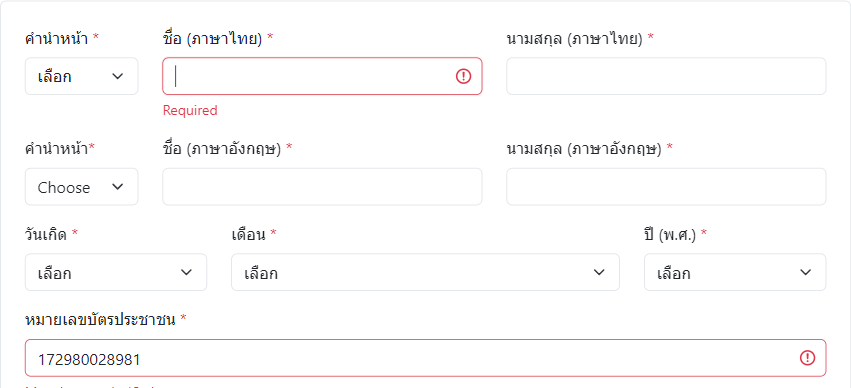 คำนำหน้า * ชื่อ (ภาษาไทย) * นามสกุล (ภาษาไทย) *
เลือก
Required
คำนำหน้า* ชื่อ (ภาษาอังกฤษ) * นามสกุล (ภาษาอังกฤษ) *
Choose
วันเกิด * เดือน * ปี (พ.ศ.) *
เลือก เลือก เลือก
หมายเลขบัตรประชาชน *
172980028981